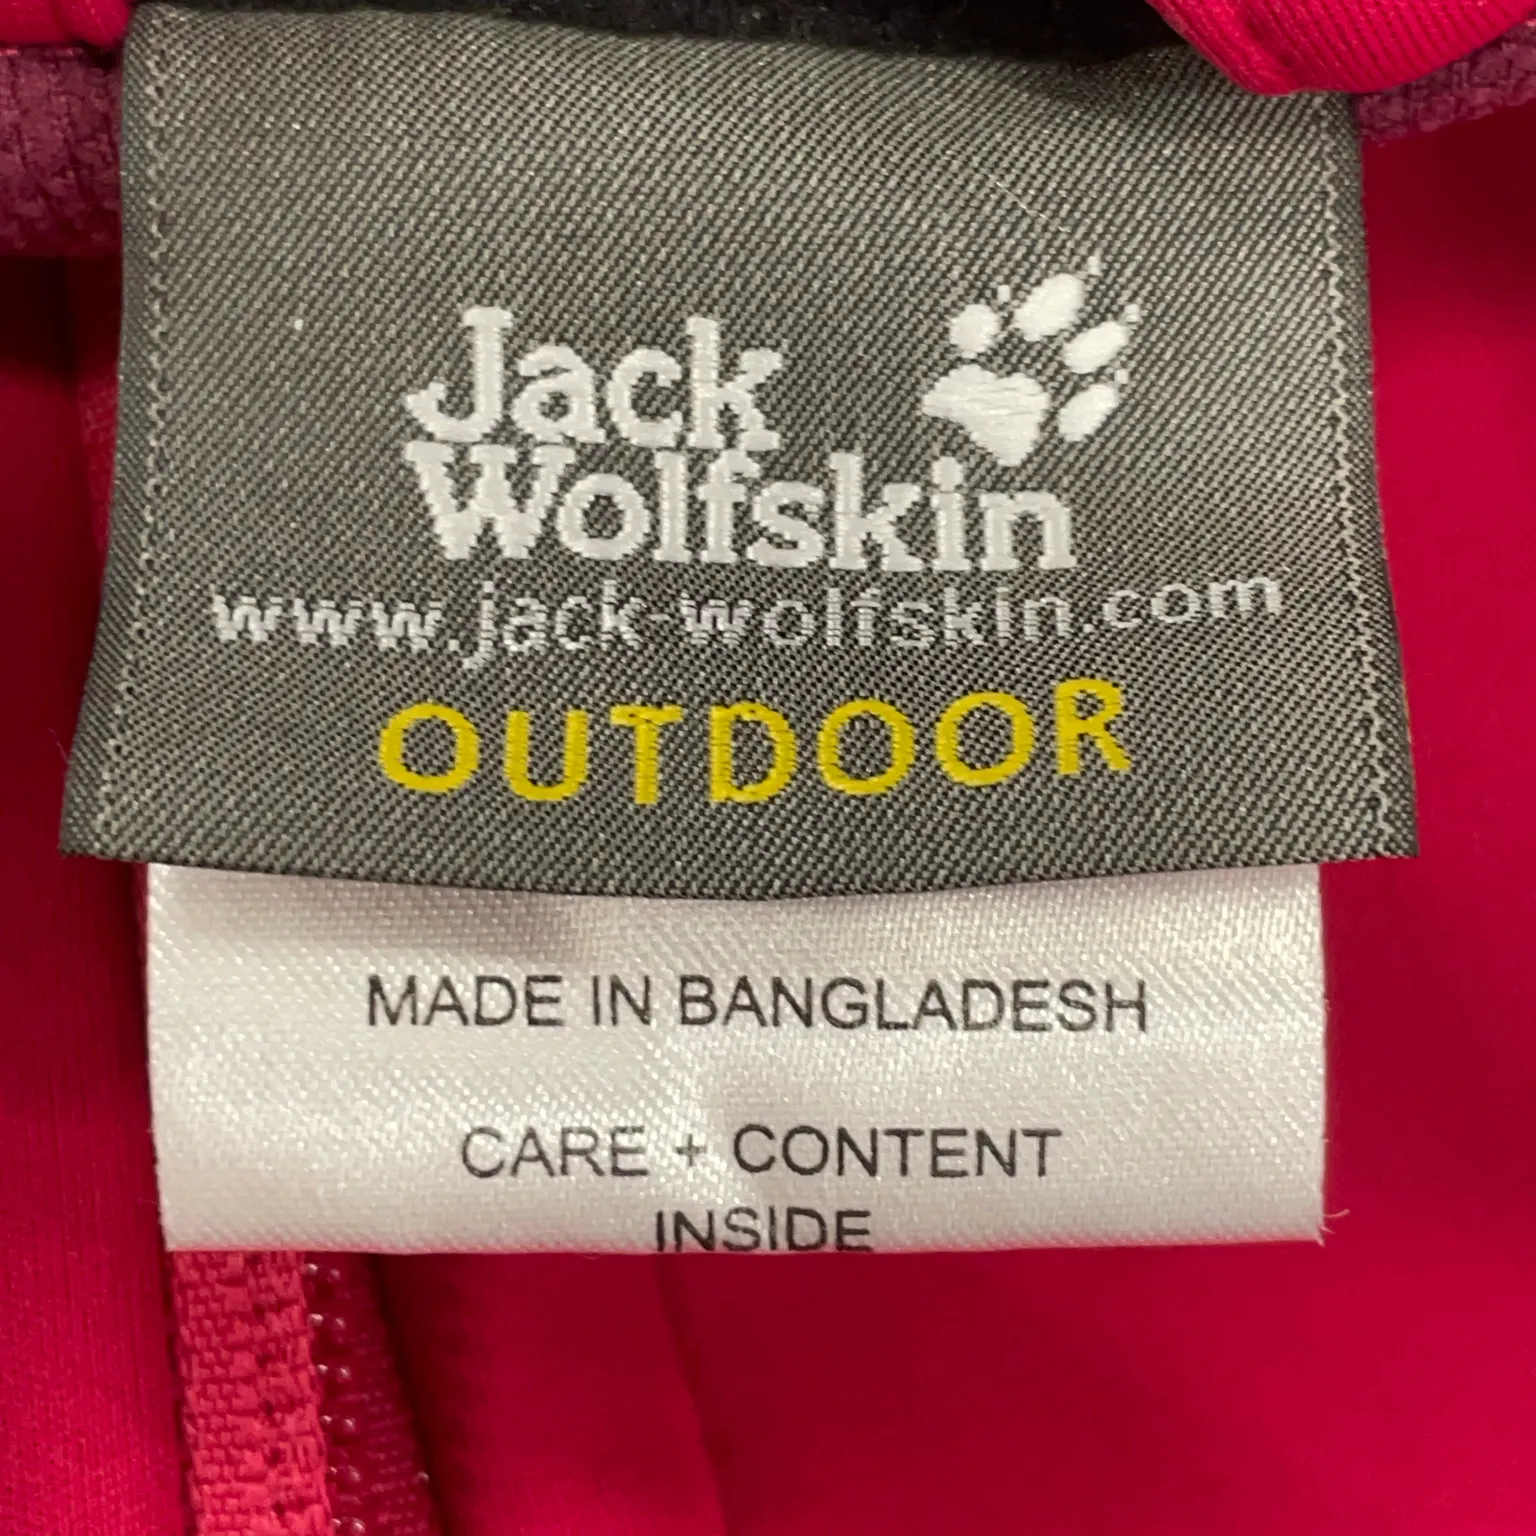 Jack
Wolfskin
www.jack-wolfskin.com
OUTDOOR
MADE IN BANGLADESH
CARE + CONTENT
INSIDE